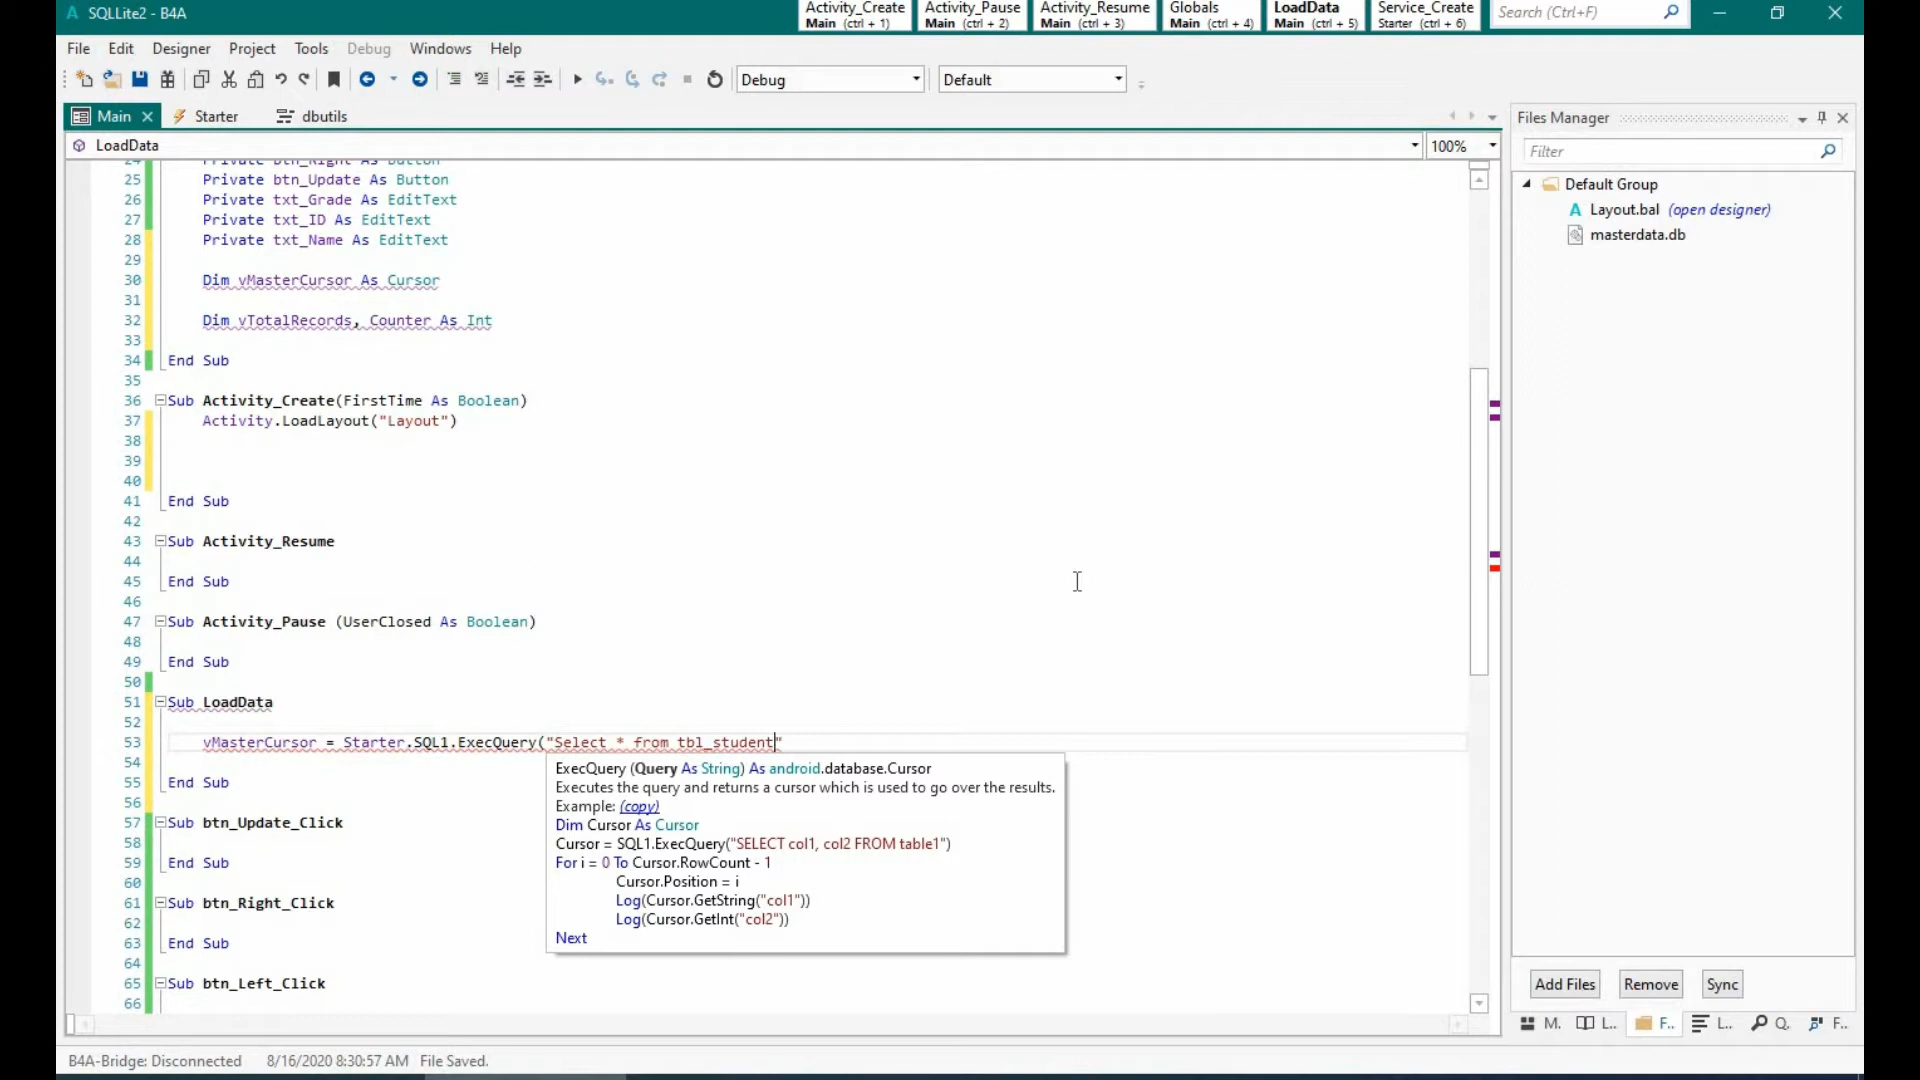 SQLLite2 - B4A
Activity_Create Activity_Pause Activity_Resume Globals LoadData Service_Create
Main (ctrl + 1) Main (ctrl + 2) Main (ctrl + 3) Main (ctrl + 4) Main (ctrl + 5) Starter (ctrl + 6)
Search (Ctrl+F)
File Edit Designer Project Tools Debug Windows Help
Debug Default
Main Starter dbutils
LoadData 100%
24 Private btn_Right As Button
25 Private btn_Update As Button
26 Private txt_Grade As EditText
27 Private txt_ID As EditText
28 Private txt_Name As EditText
29
30 Dim vMasterCursor As Cursor
31
32 Dim vTotalRecords, Counter As Int
33
34 End Sub
35
36 Sub Activity_Create(FirstTime As Boolean)
37 Activity.LoadLayout("Layout")
38
39
40
41 End Sub
42
43 Sub Activity_Resume
44
45 End Sub
46
47 Sub Activity_Pause (UserClosed As Boolean)
48
49 End Sub
50
51 Sub LoadData
52
53 vMasterCursor = Starter.SQL1.ExecQuery("Select * from tbl_student"
54
55 End Sub
56
57 Sub btn_Update_Click
58
59 End Sub
60
61 Sub btn_Right_Click
62
63 End Sub
64
65 Sub btn_Left_Click
66
ExecQuery (Query As String) As android.database.Cursor
Executes the query and returns a cursor which is used to go over the results.
Example: (copy)
Dim Cursor As Cursor
Cursor = SQL1.ExecQuery("SELECT col1, col2 FROM table1")
For i = 0 To Cursor.RowCount - 1
Cursor.Position = i
Log(Cursor.GetString("col1"))
Log(Cursor.GetInt("col2"))
Next
Files Manager
Filter
Default Group
Layout.bal (open designer)
masterdata.db
Add Files Remove Sync
M. L.. F.. L.. Q. F..
B4A-Bridge: Disconnected 8/16/2020 8:30:57 AM File Saved.